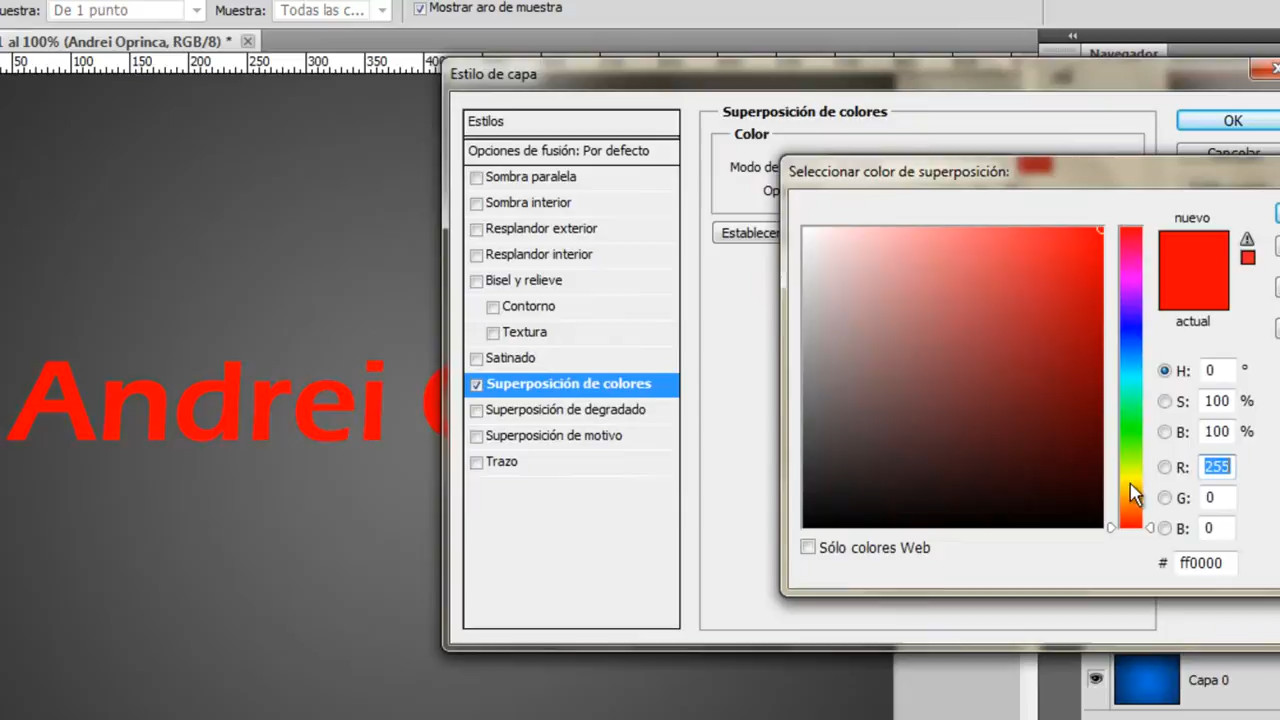 uestra: De 1 punto Muestra: Todas las c... Mostrar aro de muestra
1 al 100% (Andrei Oprinca, RGB/8) *
50 100 150 200 250 300 350 400
Navegador
Estilo de capa
Estilos
Opciones de fusión: Por defecto
Sombra paralela
Sombra interior
Resplandor exterior
Resplandor interior
Bisel y relieve
Contorno
Textura
Satinado
Superposición de colores
Superposición de degradado
Superposición de motivo
Trazo
Superposición de colores
Color
Modo de
Op
Establecer
OK
Cancelar
Seleccionar color de superposición:
nuevo
actual
H: 0 °
S: 100 %
B: 100 %
R: 255
G: 0
B: 0
# ff0000
Sólo colores Web
Andrei
Capa 0